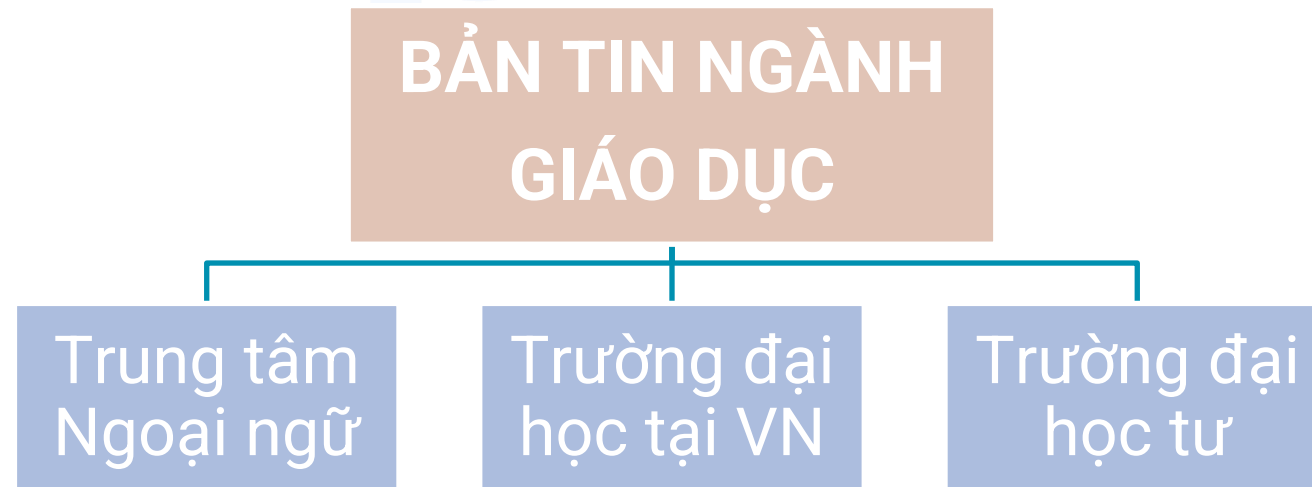 BẢN TIN NGÀNH
GIÁO DỤC
Trung tâm
Ngoại ngữ
Trường đại
học tại VN
Trường đại
học tư